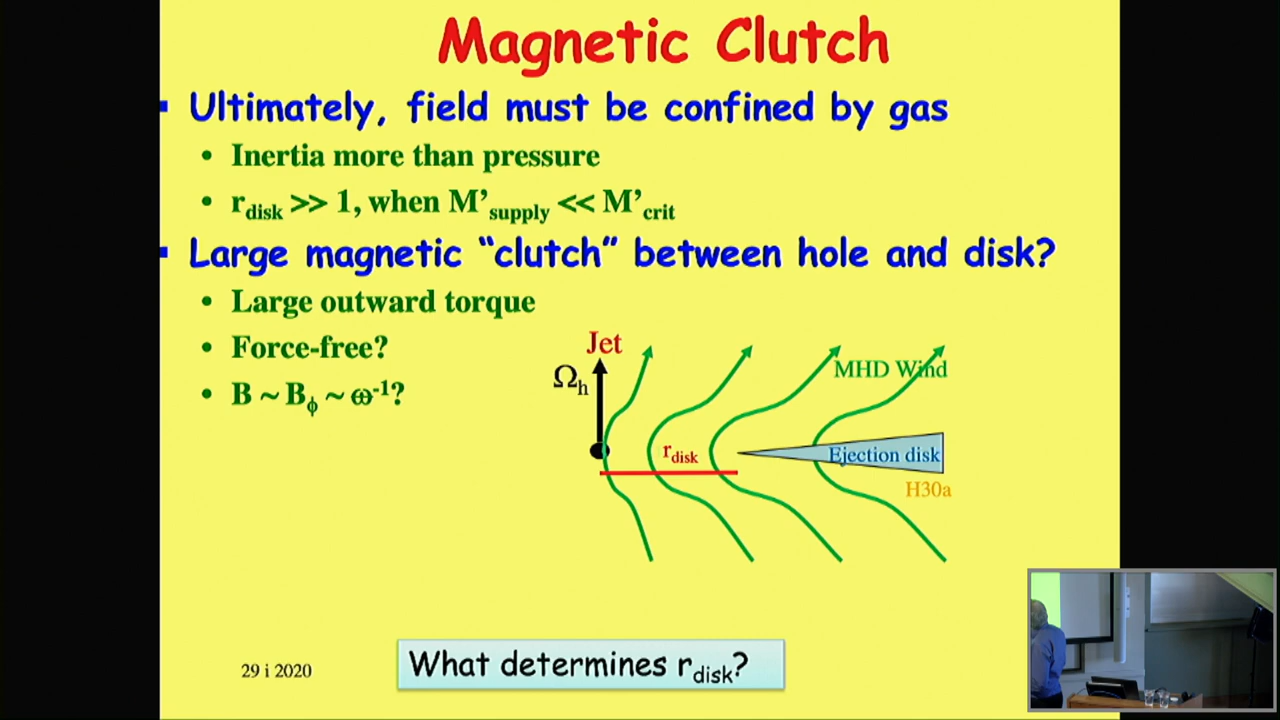 Magnetic Clutch
▪ Ultimately, field must be confined by gas
• Inertia more than pressure
• r_disk >> 1, when M’_supply << M’_crit
▪ Large magnetic “clutch” between hole and disk?
• Large outward torque
• Force-free?
• B ~ B_ϕ ~ ϖ^-1?
Jet
Ω_h
MHD Wind
r_disk
Ejection disk
H30a
What determines r_disk?
29 i 2020